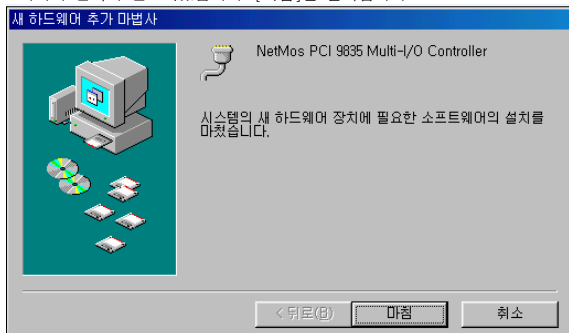 새 하드웨어 추가 마법사
NetMos PCI 9835 Multi-I/O Controller
시스템의 새 하드웨어 장치에 필요한 소프트웨어의 설치를
마쳤습니다.
< 뒤로(B)
마침
취소